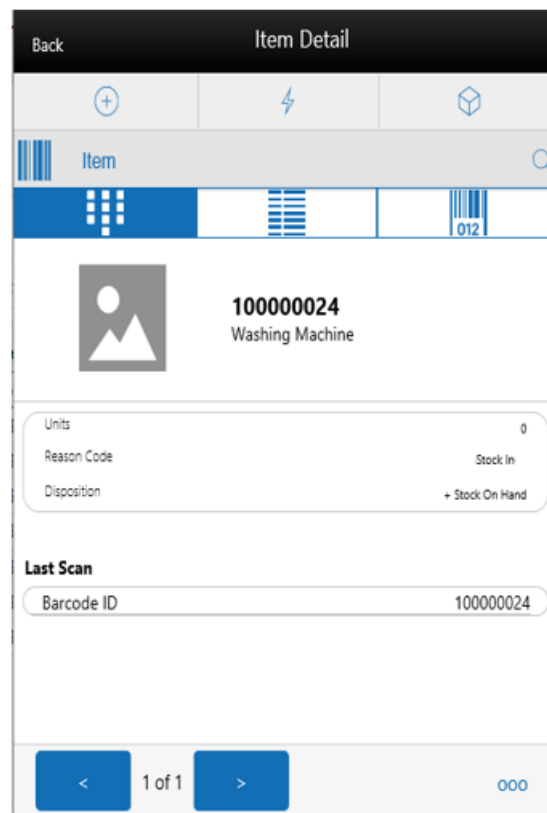 Back
Item Detail
Item
012
100000024
Washing Machine
Units 0
Reason Code Stock In
Disposition + Stock On Hand
Last Scan
Barcode ID 100000024
< 1 of 1 >
ooo